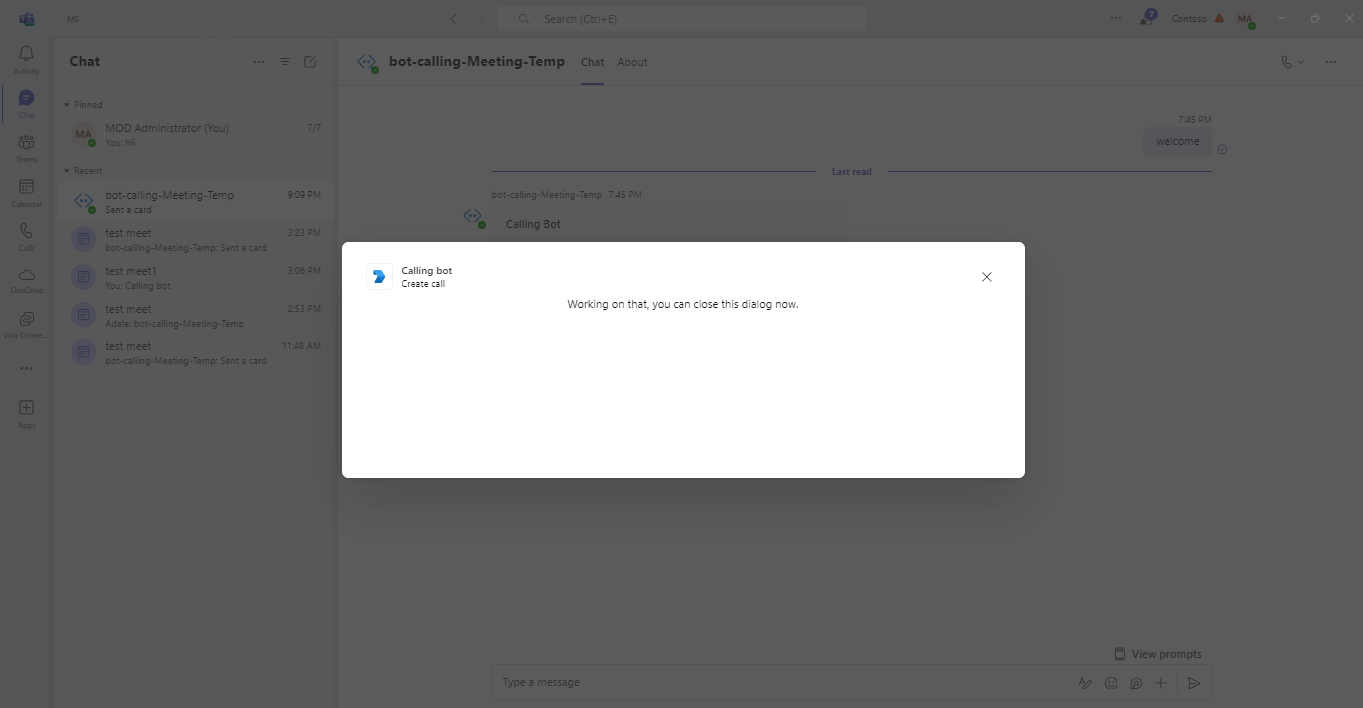 MS
Search (Ctrl+E)
7
Contoso
MA
Activity
Chat
Teams
Calendar
Calls
OneDrive
Viva Conne...
Apps
Chat
Pinned
MA
MOD Administrator (You)
7/7
You: hii
Recent
bot-calling-Meeting-Temp
9:09 PM
Sent a card
test meet
3:23 PM
bot-calling-Meeting-Temp: Sent a card
test meet1
3:06 PM
You: Calling bot
test meet
2:53 PM
Adele: bot-calling-Meeting-Temp
test meet
11:48 AM
bot-calling-Meeting-Temp: Sent a card
bot-calling-Meeting-Temp
Chat
About
7:45 PM
welcome
Last read
bot-calling-Meeting-Temp 7:45 PM
Calling Bot
Calling bot
Create call
Working on that, you can close this dialog now.
View prompts
Type a message